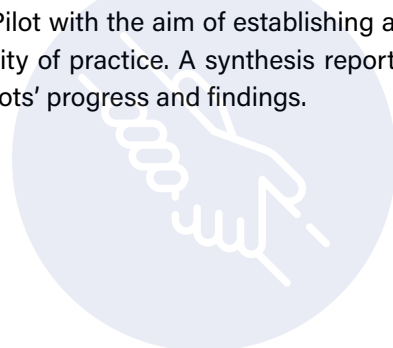 Pilot with the aim of establishing a
ity of practice. A synthesis report
ots’ progress and findings.